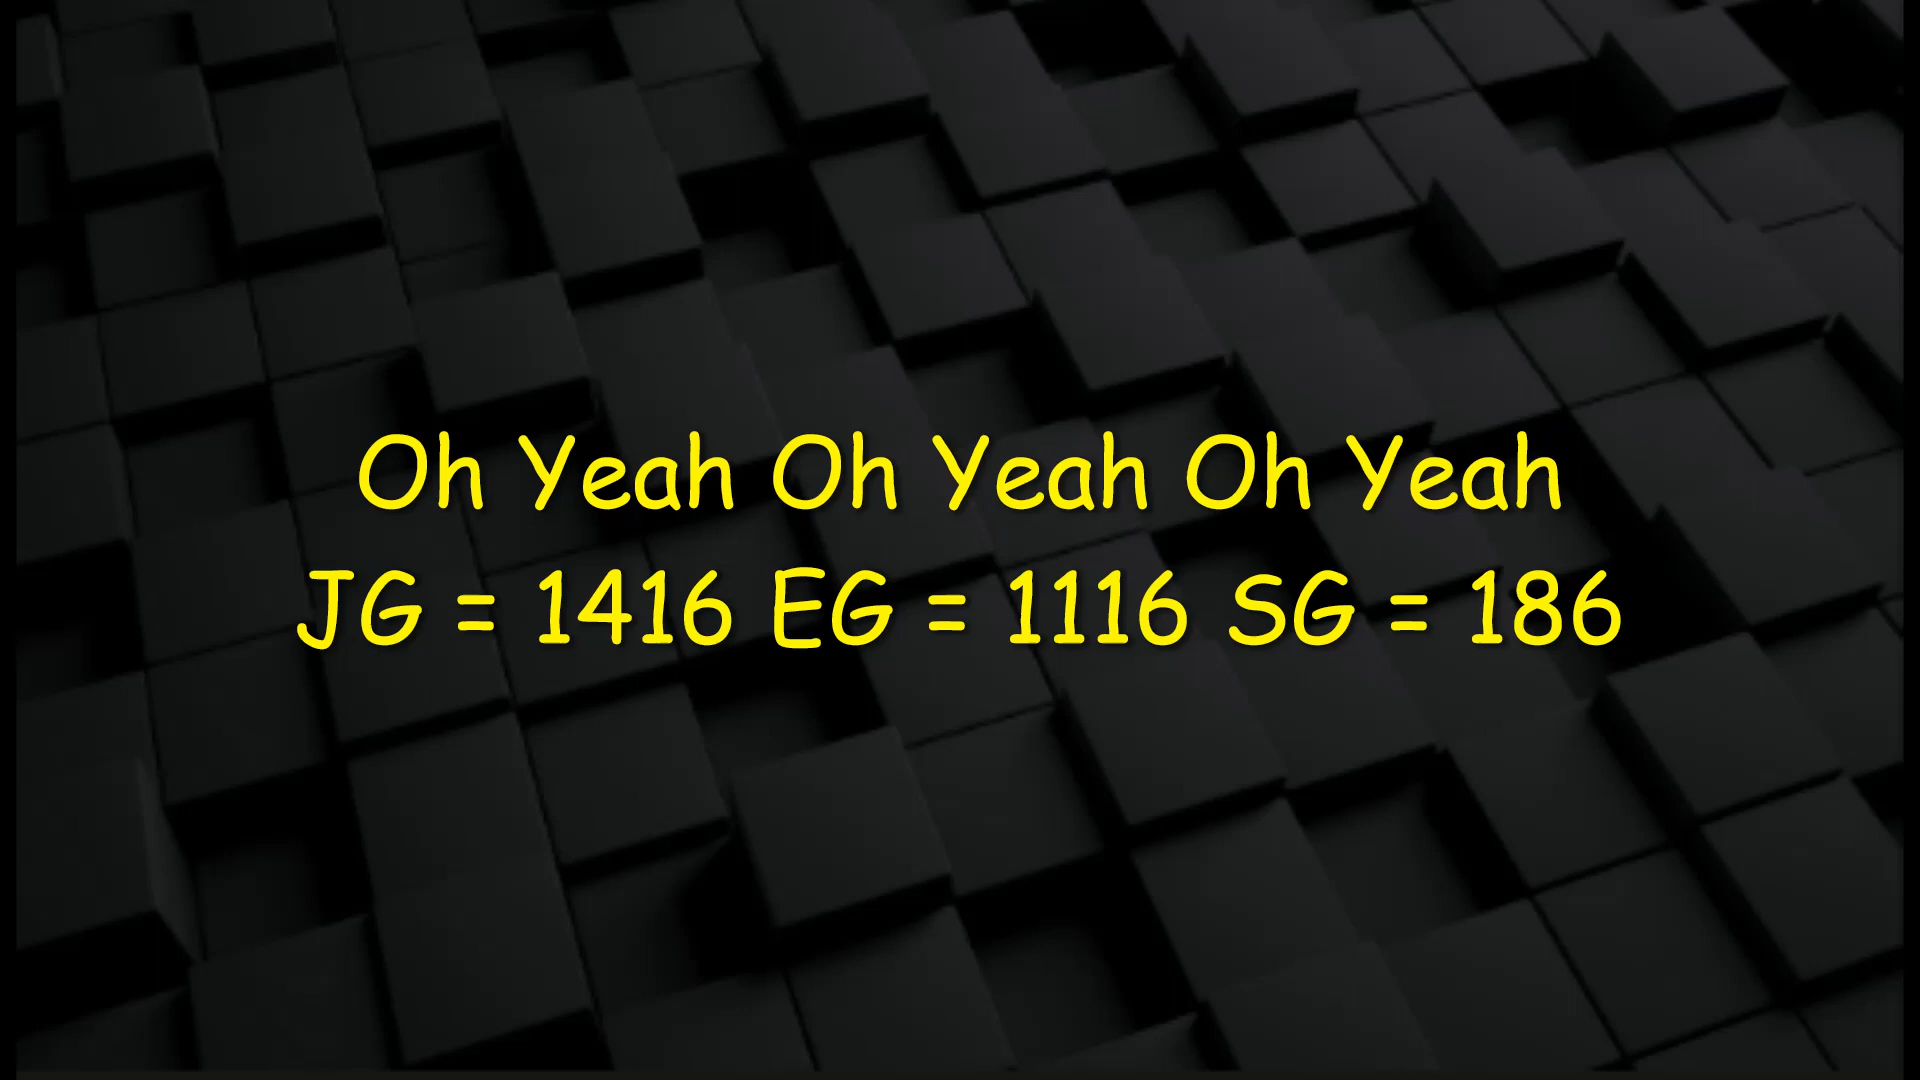 Oh Yeah Oh Yeah Oh Yeah
JG = 1416 EG = 1116 SG = 186